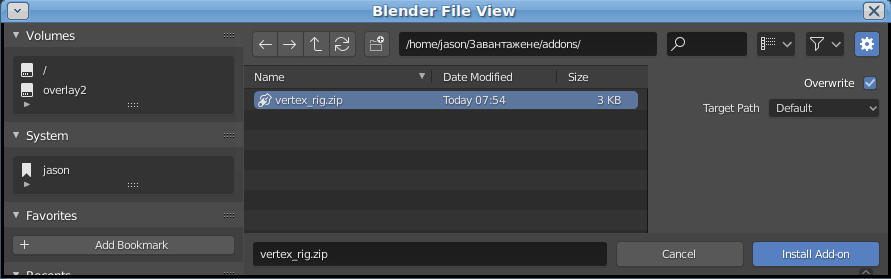 Blender File View
Volumes
/home/jason/Завантажене/addons/
/
overlay2
System
jason
Favorites
Add Bookmark
Recents
Name Date Modified Size
vertex_rig.zip Today 07:54 3 KB
Overwrite
Target Path Default
vertex_rig.zip Cancel Install Add-on